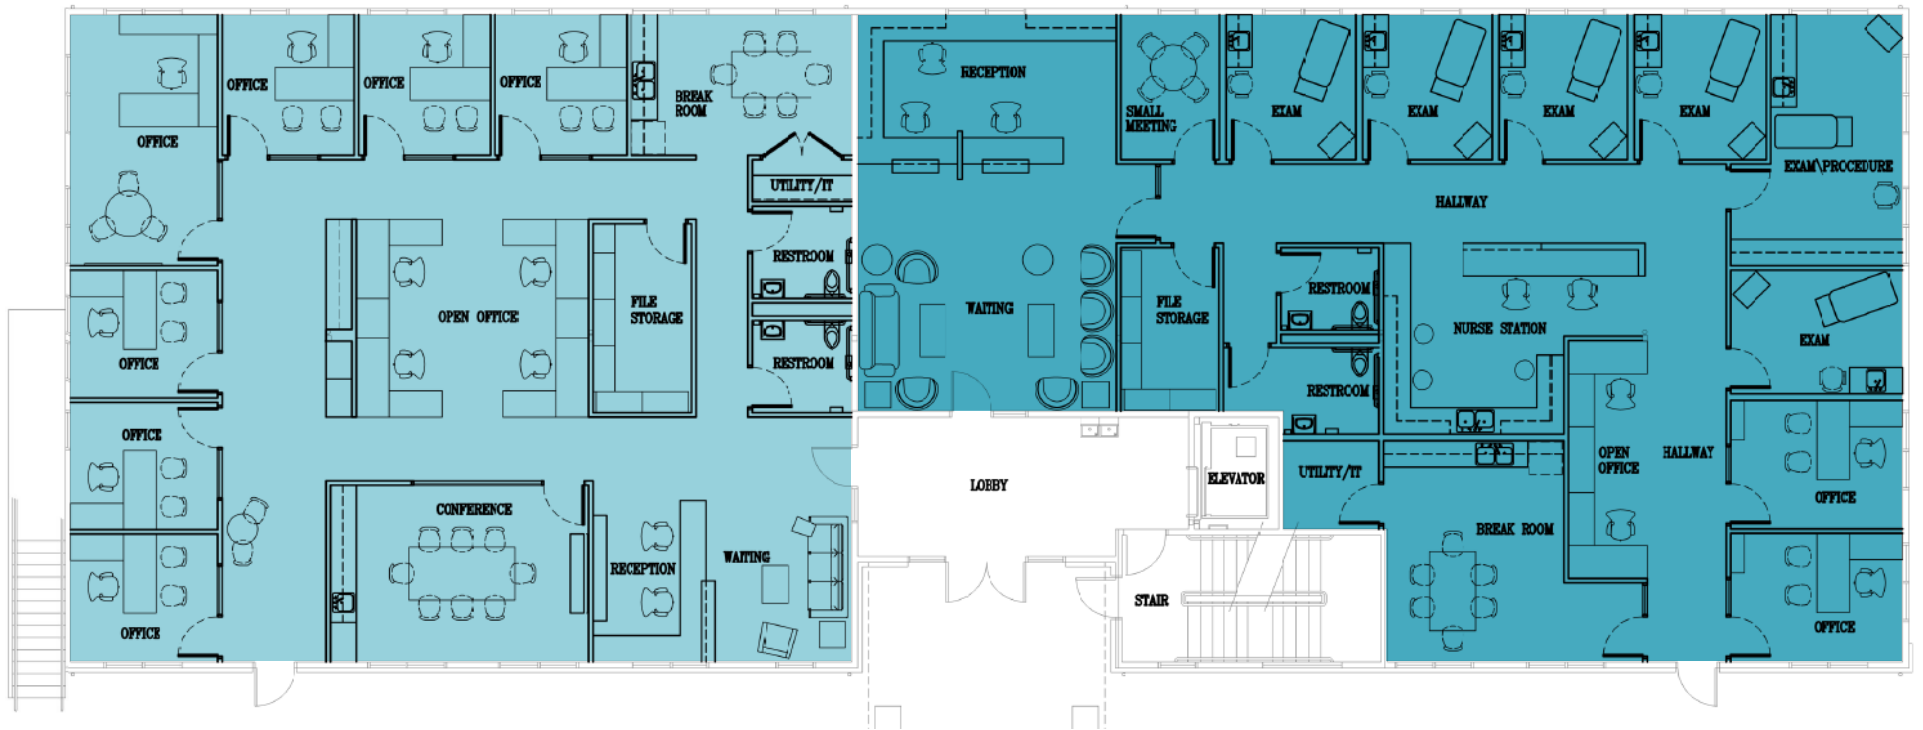 OFFICE
OFFICE
OFFICE
OFFICE
BREAK
ROOM
UTILITY/IT
RESTROOM
RESTROOM
OFFICE
OPEN OFFICE
FILE
STORAGE
OFFICE
OFFICE
CONFERENCE
RECEPTION
WAITING
RECEPTION
SMALL
MEETING
EXAM
EXAM
EXAM
EXAM
EXAM\PROCEDURE
HALLWAY
WAITING
FILE
STORAGE
RESTROOM
NURSE STATION
EXAM
RESTROOM
OPEN
OFFICE
HALLWAY
UTILITY/IT
BREAK ROOM
OFFICE
OFFICE
LOBBY
ELEVATOR
STAIR